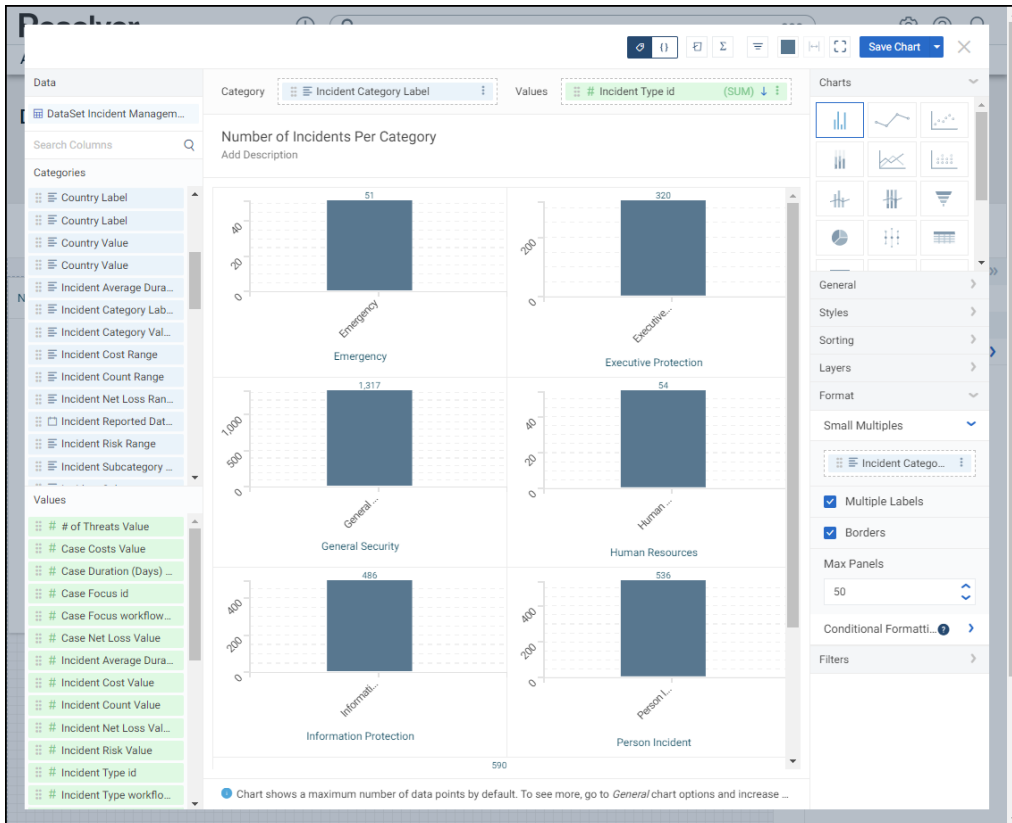 Resolver
Save Chart
Data
DataSet Incident Managem...
Search Columns
Categories
Country Label
Country Label
Country Value
Country Value
Incident Average Dura...
Incident Category Lab...
Incident Category Val...
Incident Cost Range
Incident Count Range
Incident Net Loss Ran...
Incident Reported Dat...
Incident Risk Range
Incident Subcategory ...
Values
# # of Threats Value
# Case Costs Value
# Case Duration (Days) ...
# Case Focus id
# Case Focus workflow...
# Case Net Loss Value
# Incident Average Dura...
# Incident Cost Value
# Incident Count Value
# Incident Net Loss Val...
# Incident Risk Value
# Incident Type id
# Incident Type workflo...
Category Incident Category Label Values # Incident Type id (SUM)
Number of Incidents Per Category
Add Description
51
40
20
0
Emergency
Emergency
320
200
0
Executive...
Executive Protection
1,317
1,000
500
0
General ...
General Security
54
40
20
0
Human ...
Human Resources
486
400
200
0
Informati...
Information Protection
536
400
200
0
Person I...
Person Incident
590
Chart shows a maximum number of data points by default. To see more, go to General chart options and increase ...
Charts
General
Styles
Sorting
Layers
Format
Small Multiples
Incident Catego...
Multiple Labels
Borders
Max Panels
50
Conditional Formatti... ?
Filters